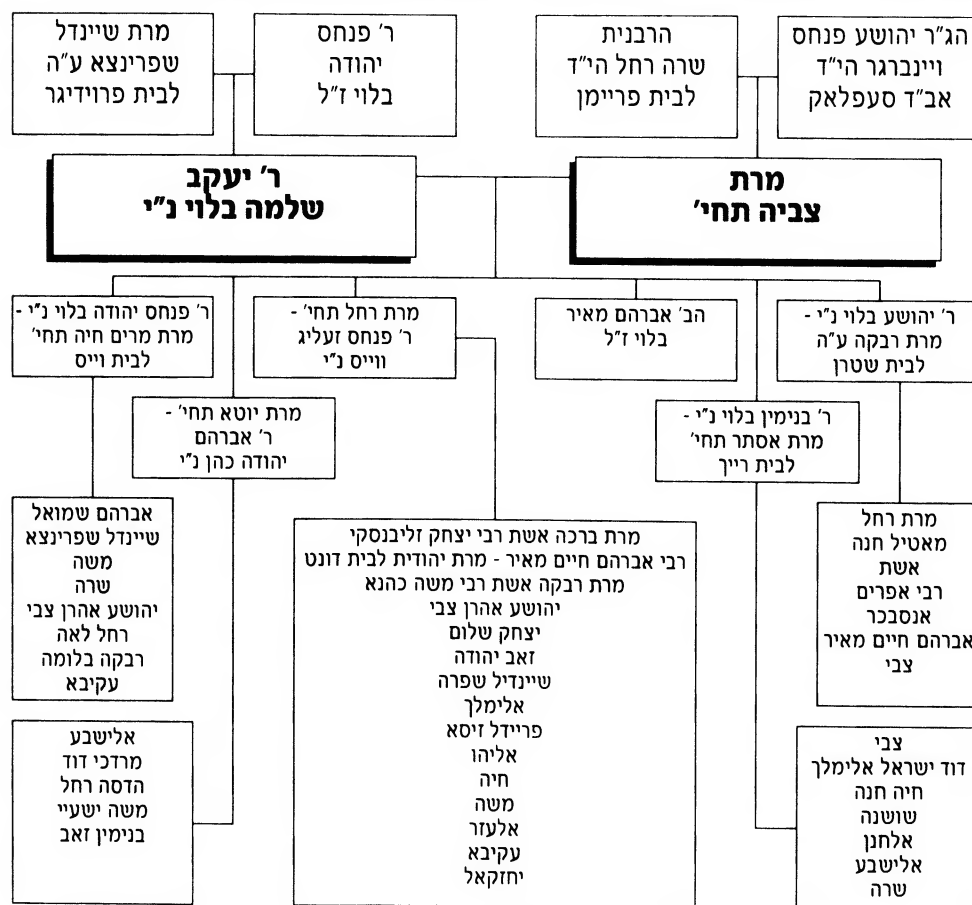 הג"ר יהושע פנחס
ויינברגר הי"ד
אב"ד סעפלאק
הרבנית
שרה רחל הי"ד
לבית פריימן
ר' פנחס
יהודה
בלוי ז"ל
מרת שיינדל
שפרינצא ע"ה
לבית פרוידיגר
מרת
צביה תחי'
ר' יעקב
שלמה בלוי נ"י
ר' יהושע בלוי נ"י -
מרת רבקה ע"ה
לבית שטרן
הב' אברהם מאיר
בלוי ז"ל
מרת רחל תחי' -
ר' פנחס זעליג
ווייס נ"י
ר' פנחס יהודה בלוי נ"י -
מרת מרים חיה תחי'
לבית וייס
ר' בנימין בלוי נ"י -
מרת אסתר תחי'
לבית רייך
מרת יוטא תחי' -
ר' אברהם
יהודה כהן נ"י
מרת רחל
מאטיל חנה
אשת
רבי אפרים
אנסבכר
אברהם חיים מאיר
צבי
מרת ברכה אשת רבי יצחק זליבנסקי
רבי אברהם חיים מאיר - מרת יהודית לבית דונט
מרת רבקה אשת רבי משה כהנא
יהושע אהרן צבי
יצחק שלום
זאב יהודה
שיינדיל שפרה
אלימלך
פריידל זיסא
אליהו
חיה
משה
אלעזר
עקיבא
יחזקאל
אברהם שמואל
שיינדל שפרינצא
משה
שרה
יהושע אהרן צבי
רחל לאה
רבקה בלומה
עקיבא
צבי
דוד ישראל אלימלך
חיה חנה
שושנה
אלחנן
אלישבע
שרה
אלישבע
מרדכי דוד
הדסה רחל
משה ישעיי
בנימין זאב